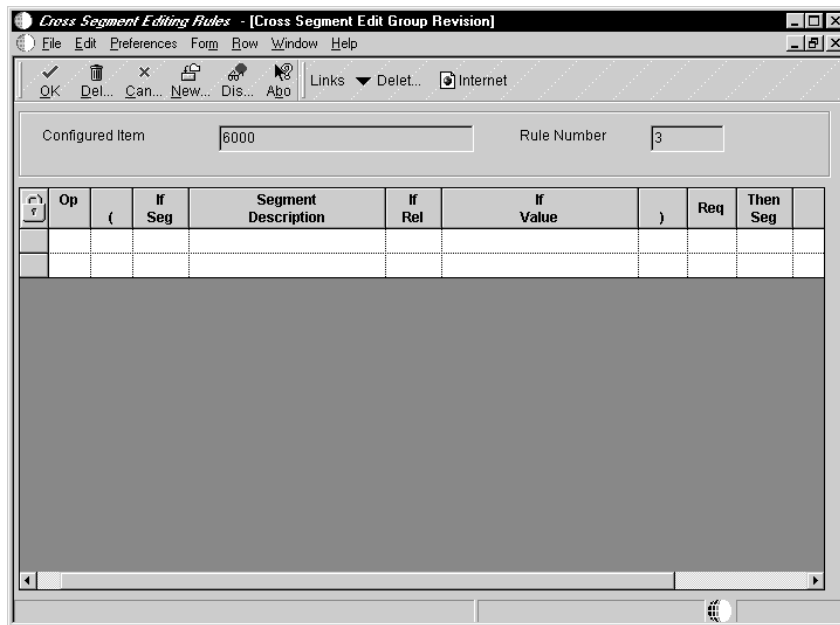 Cross Segment Editing Rules - [Cross Segment Edit Group Revision]
File Edit Preferences Form Row Window Help
OK Del... Can... New... Dis... Abo Links Delet... Internet
Configured Item 6000 Rule Number 3
Op ( If Seg Segment Description If Rel If Value ) Req Then Seg